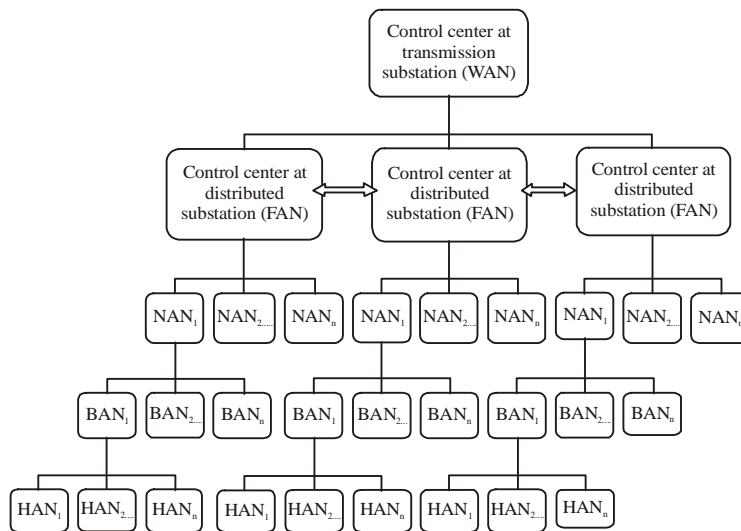 Control center at
transmission
substation (WAN)
Control center at
distributed
substation (FAN)
Control center at
distributed
substation (FAN)
Control center at
distributed
substation (FAN)
NAN1 NAN2..... NANn NAN1 NAN2.... NANn NAN1 NAN2.... NANn
BAN1 BAN2.... BANn BAN1 BAN2... BANn BAN1 BAN2.... BANn
HAN1 HAN2.... HANn HAN1 HAN2.... HANn HAN1 HAN2.... HANn